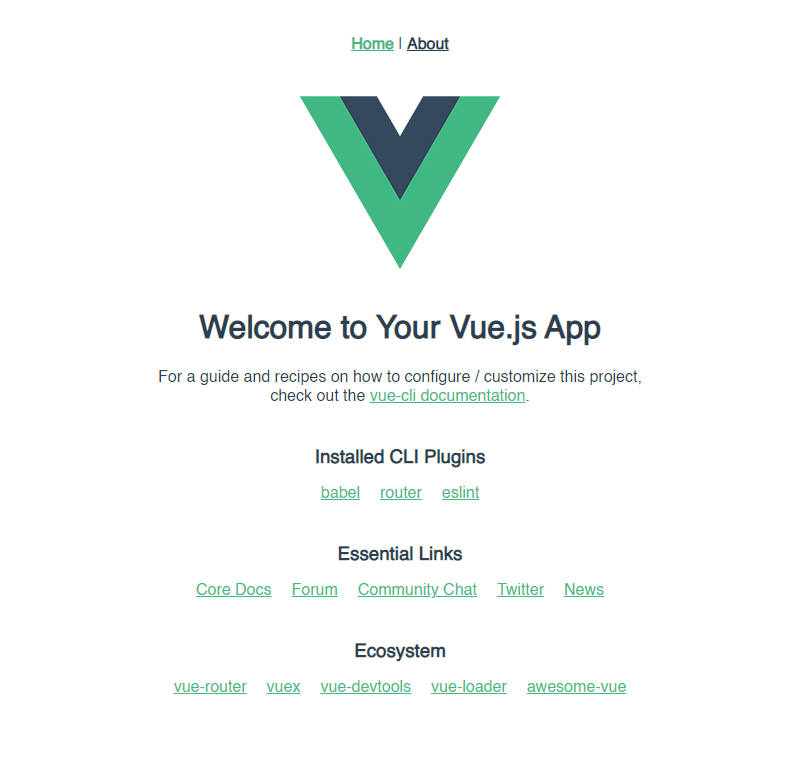 Home | About
Welcome to Your Vue.js App
For a guide and recipes on how to configure / customize this project,
check out the vue-cli documentation.
Installed CLI Plugins
babel router eslint
Essential Links
Core Docs Forum Community Chat Twitter News
Ecosystem
vue-router vuex vue-devtools vue-loader awesome-vue